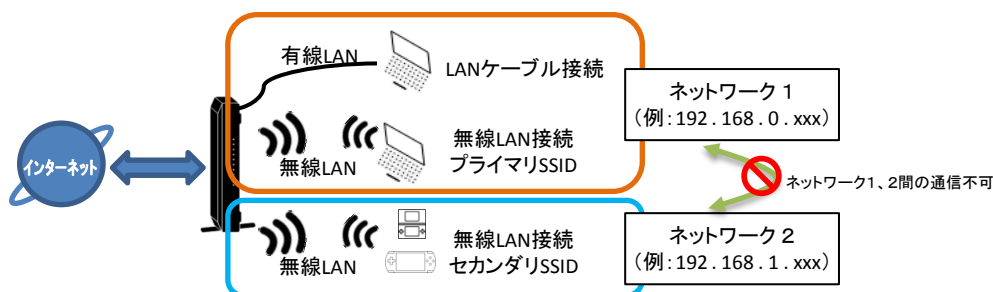 有線LAN
LANケーブル接続
ネットワーク 1
(例:192.168.0.xxx)
インターネット
無線LAN
無線LAN接続
プライマリSSID
ネットワーク1、2間の通信不可
無線LAN
無線LAN接続
セカンダリSSID
ネットワーク 2
(例:192.168.1.xxx)